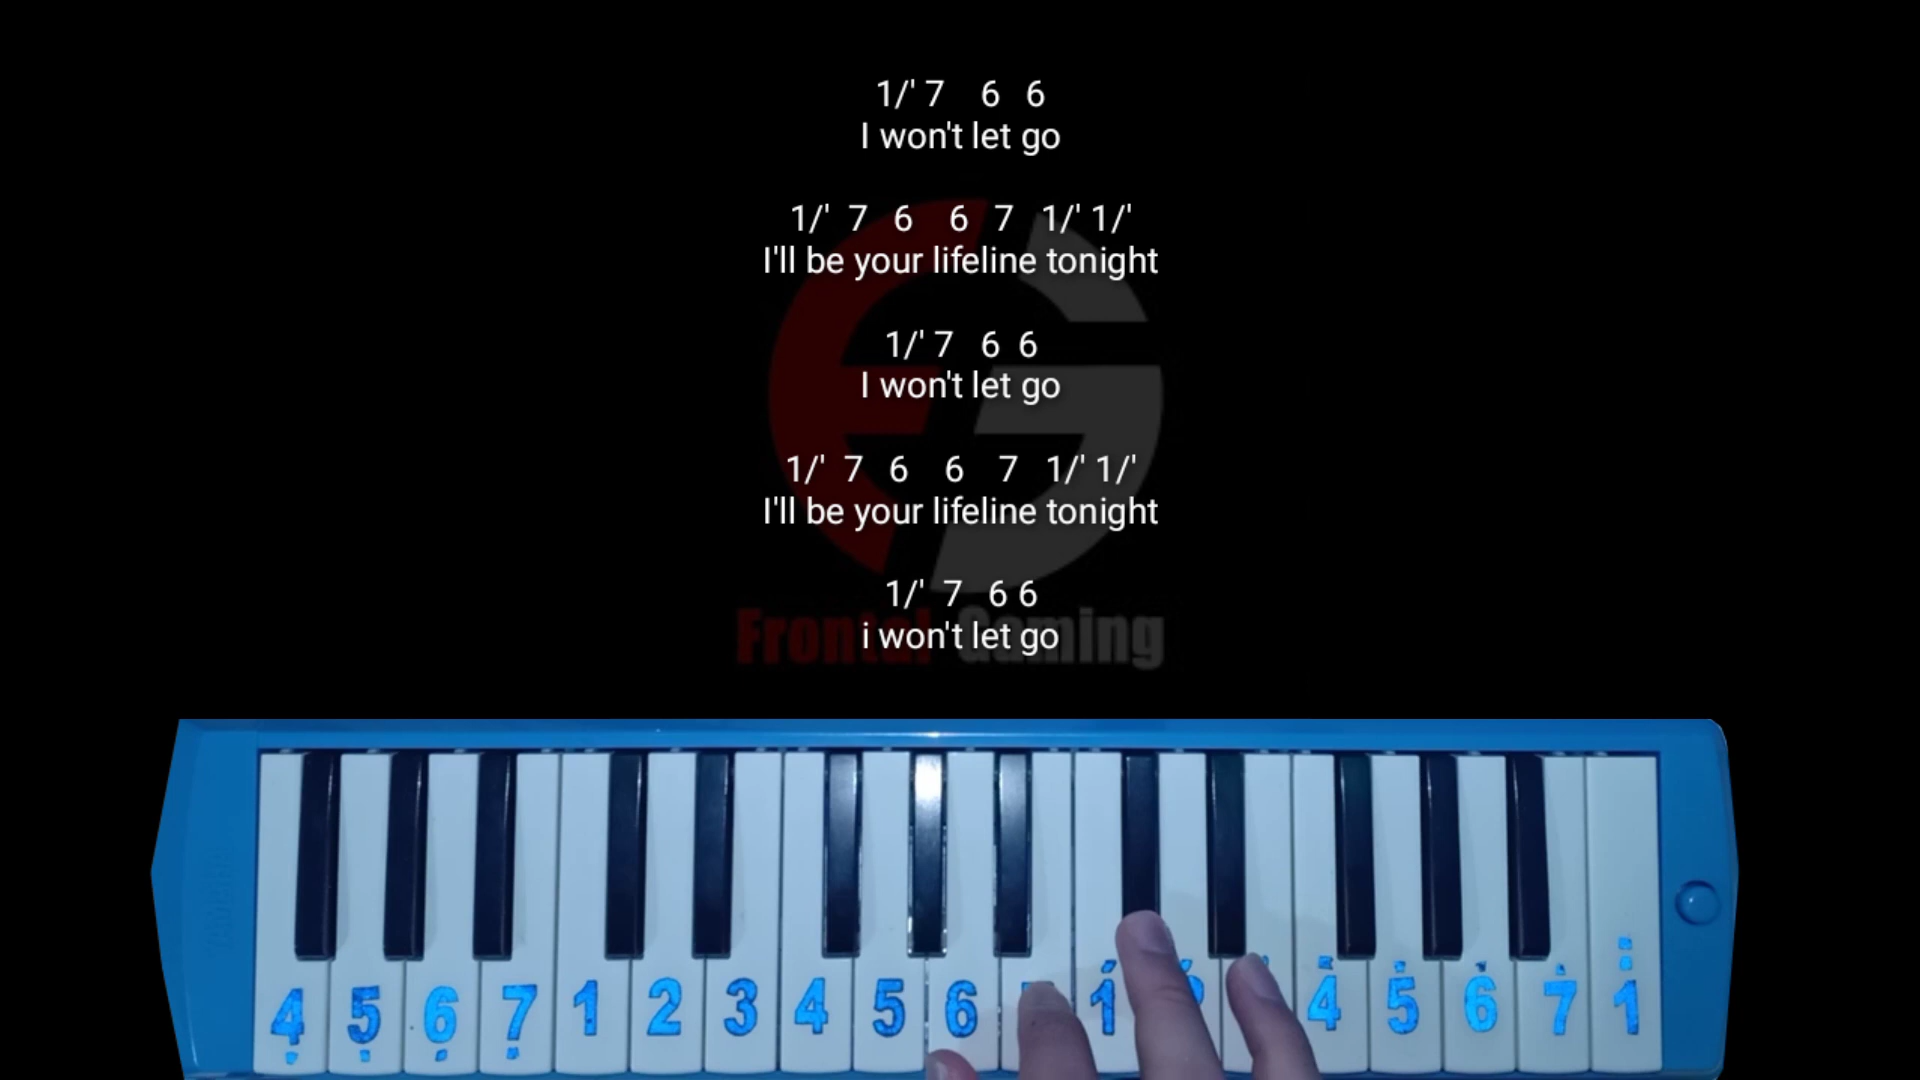 1/' 7 6 6
I won't let go
1/' 7 6 6 7 1/' 1/'
I'll be your lifeline tonight
1/' 7 6 6
I won't let go
1/' 7 6 6 7 1/' 1/'
I'll be your lifeline tonight
1/' 7 6 6
i won't let go
Frontal Gaming
4 5 6 7 1 2 3 4 5 6 1 4 5 6 7 1